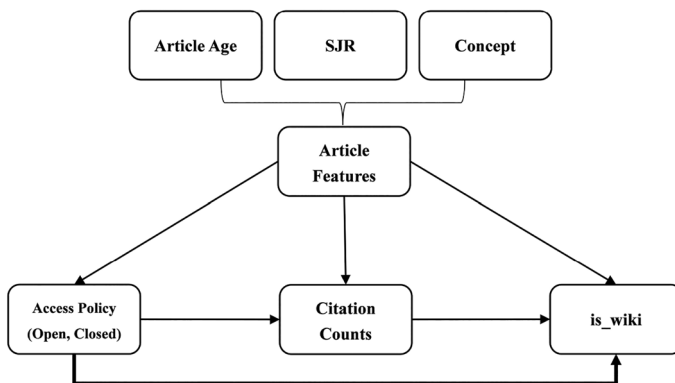 Article Age
SJR
Concept
Article
Features
Access Policy
(Open, Closed)
Citation
Counts
is_wiki